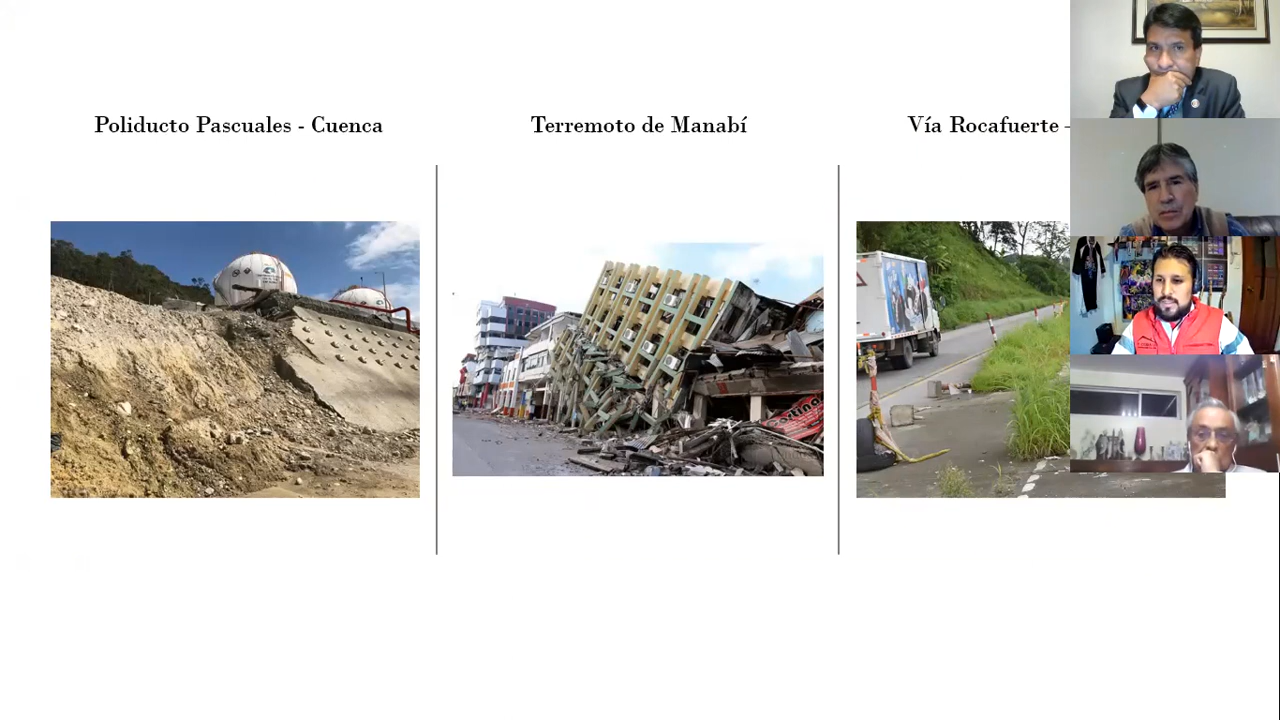 Poliducto Pascuales - Cuenca
Terremoto de Manabí
Vía Rocafuerte -